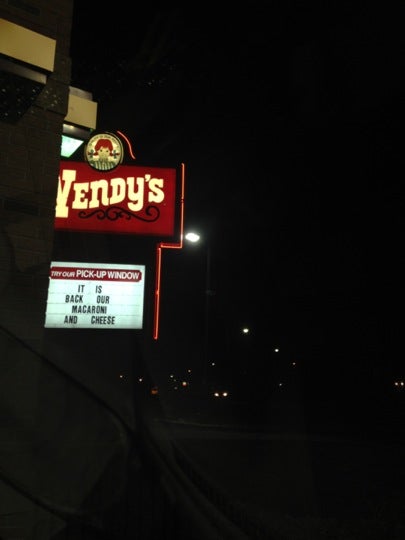 WENDY'S
TRY OUR PICK-UP WINDOW
IT IS
BACK OUR
MACARONI
AND CHEESE